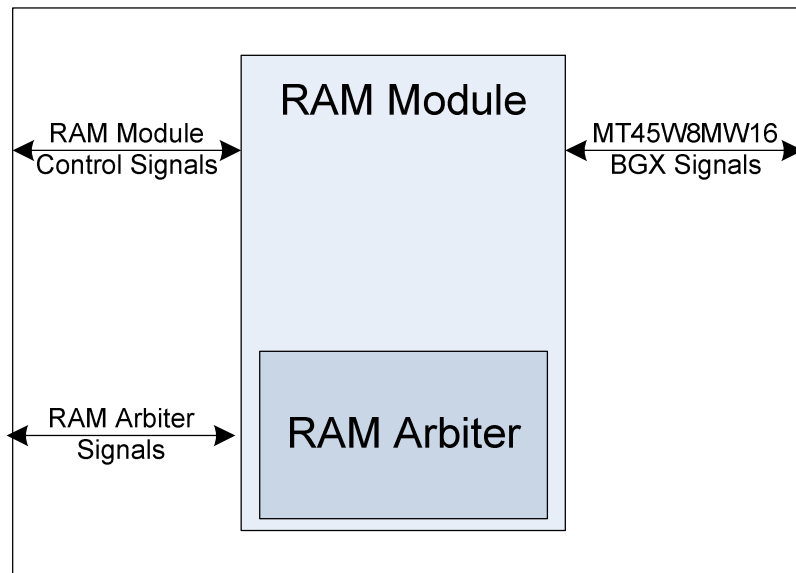 RAM Module
RAM Module
Control Signals
MT45W8MW16
BGX Signals
RAM Arbiter
Signals
RAM Arbiter